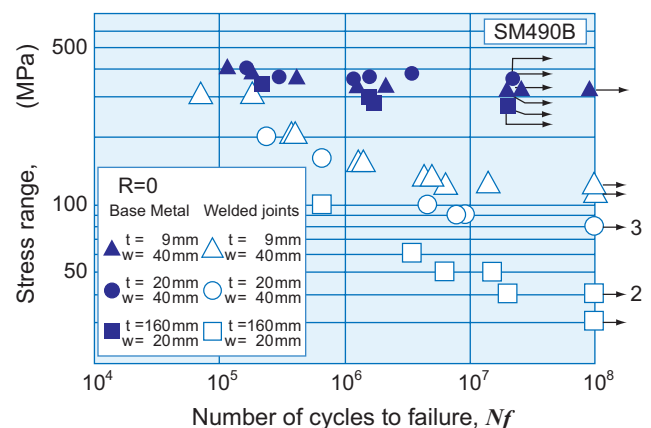 SM490B
500
(MPa)
Stress range,
100
50
R=0
Base Metal Welded joints
t = 9mm t = 9mm
w= 40mm w= 40mm
t = 20mm t = 20mm
w= 40mm w= 40mm
t =160mm t =160mm
w= 20mm w= 20mm
3
2
10⁴ 10⁵ 10⁶ 10⁷ 10⁸
Number of cycles to failure, Nf